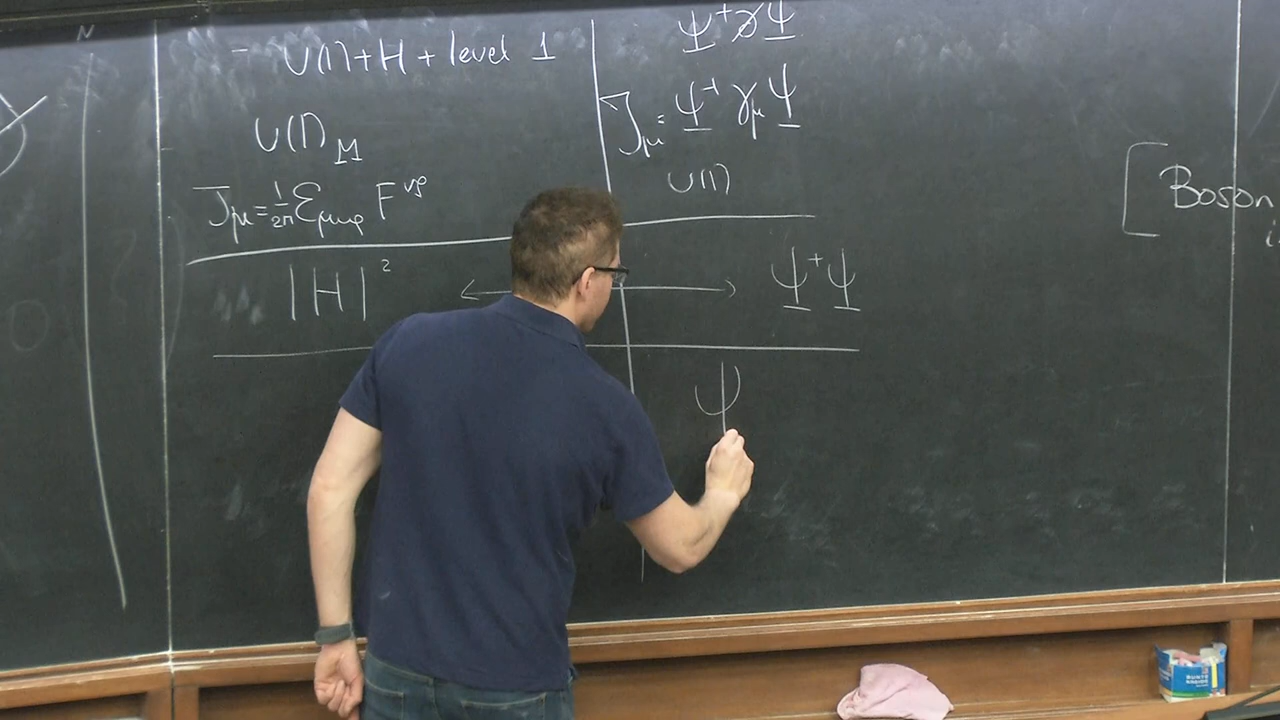 N
- U(1) + H + level 1
U(1)_M
J_μ = 1/2π ε_μνρ F^νρ
|H|²
Ψ⁺ ∂̸ Ψ
J_μ = Ψ⁺ γ_μ Ψ
U(1)
Ψ⁺ Ψ
Ψ
[ Boson
i